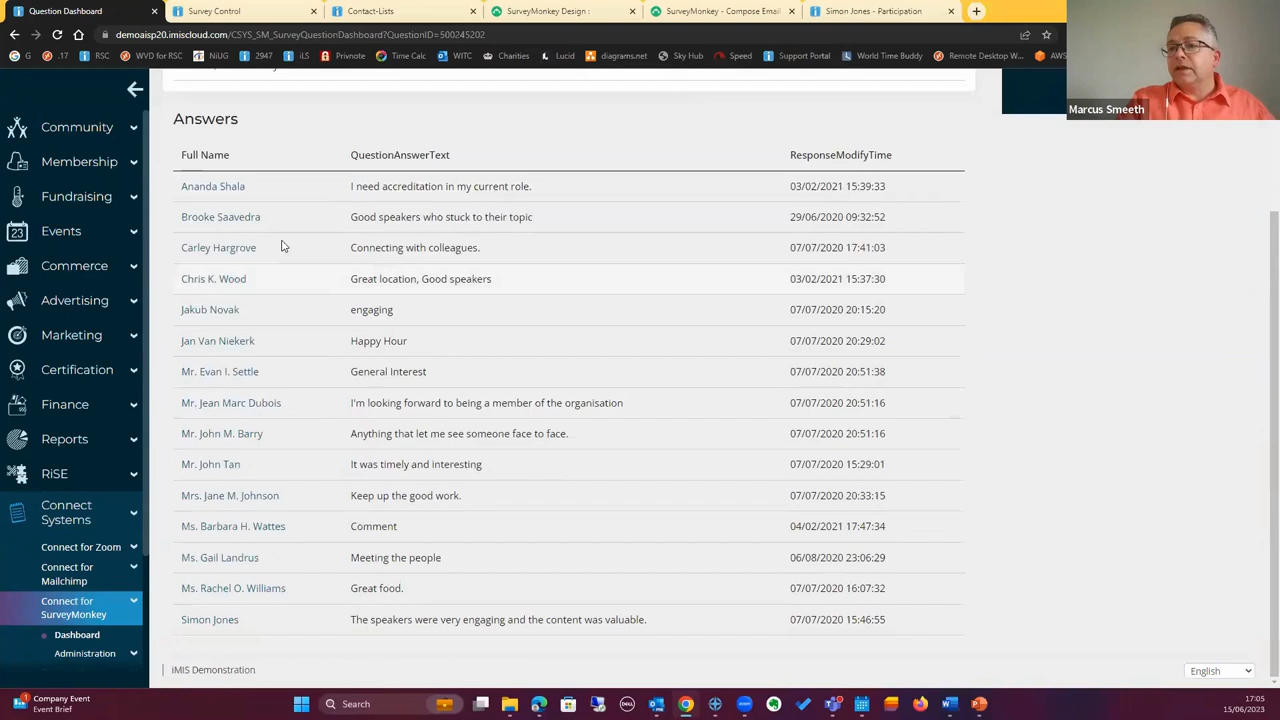 Question Dashboard
Survey Control
Contact-Lists
SurveyMonkey Design :
SurveyMonkey - Compose Email
Simon Jones - Participation
demoaisp20.imiscloud.com/CSYS_SM_SurveyQuestionDashboard?QuestionID=500245202
G
.17
RSC
WVD for RSC
NiUG
iLS
Pronto
Time Calc
WITC
Charities
Lucid
diagrams.net
Sky Hub
Speed
Support Portal
World Time Buddy
Remote Desktop W...
AWS
Marcus Smeeth
Community
Membership
Fundraising
Events
Commerce
Advertising
Marketing
Certification
Finance
Reports
RiSE
Connect
Systems
Connect for Zoom
Connect for
Mailchimp
Connect for
SurveyMonkey
Dashboard
Administration
Answers
Full Name QuestionAnswerText ResponseModifyTime
Ananda Shala I need accreditation in my current role. 03/02/2021 15:39:33
Brooke Saavedra Good speakers who stuck to their topic 29/06/2020 09:32:52
Carley Hargrove Connecting with colleagues. 07/07/2020 17:41:03
Chris K. Wood Great location, Good speakers 03/02/2021 15:37:30
Jakub Novak engaging 07/07/2020 20:15:20
Jan Van Niekerk Happy Hour 07/07/2020 20:29:02
Mr. Evan I. Settle General Interest 07/07/2020 20:51:38
Mr. Jean Marc Dubois I'm looking forward to being a member of the organisation 07/07/2020 20:51:16
Mr. John M. Barry Anything that let me see someone face to face. 07/07/2020 20:51:16
Mr. John Tan It was timely and interesting 07/07/2020 15:29:01
Mrs. Jane M. Johnson Keep up the good work. 07/07/2020 20:33:15
Ms. Barbara H. Wattes Comment 04/02/2021 17:47:34
Ms. Gail Landrus Meeting the people 06/08/2020 23:06:29
Ms. Rachel O. Williams Great food. 07/07/2020 16:07:32
Simon Jones The speakers were very engaging and the content was valuable. 07/07/2020 15:46:55
iMIS Demonstration
English
Company Event
Event Brief
Search
17:05
15/06/2023